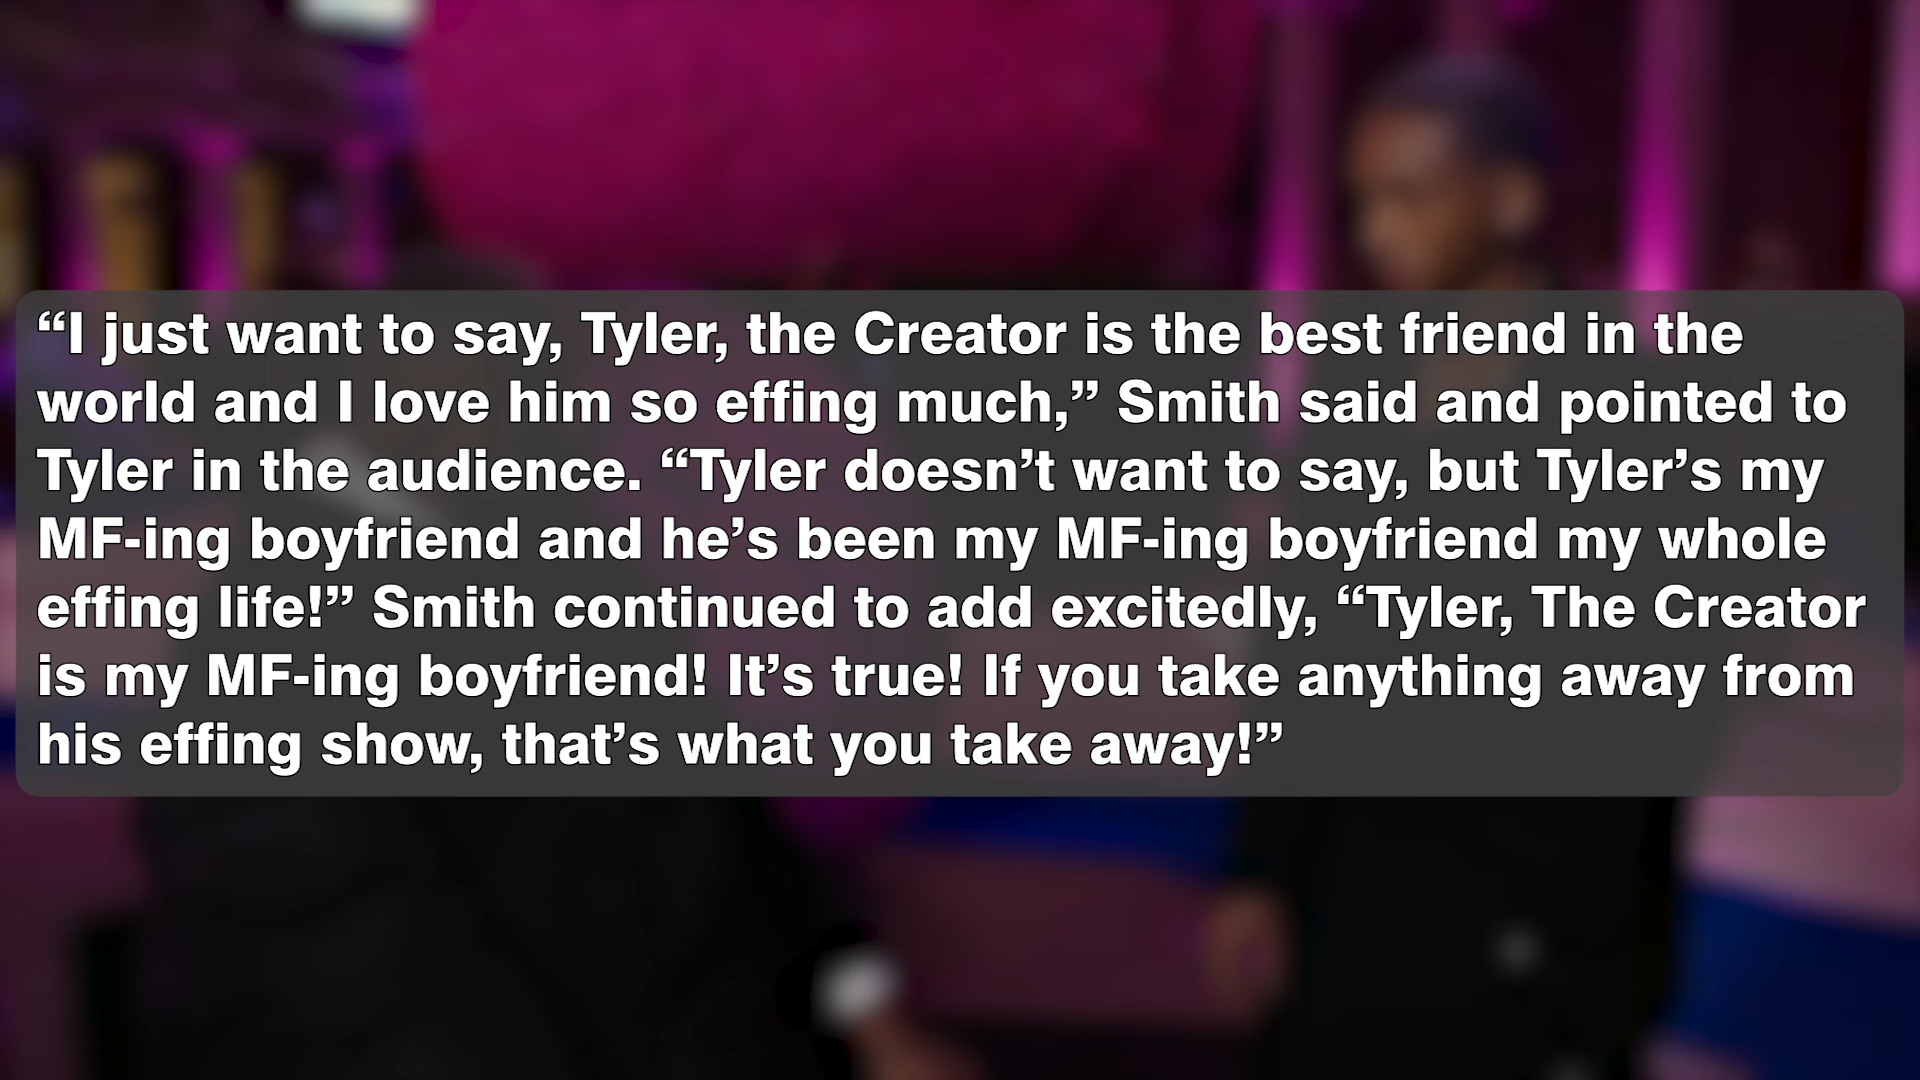 “I just want to say, Tyler, the Creator is the best friend in the
world and I love him so effing much,” Smith said and pointed to
Tyler in the audience. “Tyler doesn’t want to say, but Tyler’s my
MF-ing boyfriend and he’s been my MF-ing boyfriend my whole
effing life!” Smith continued to add excitedly, “Tyler, The Creator
is my MF-ing boyfriend! It’s true! If you take anything away from
his effing show, that’s what you take away!”